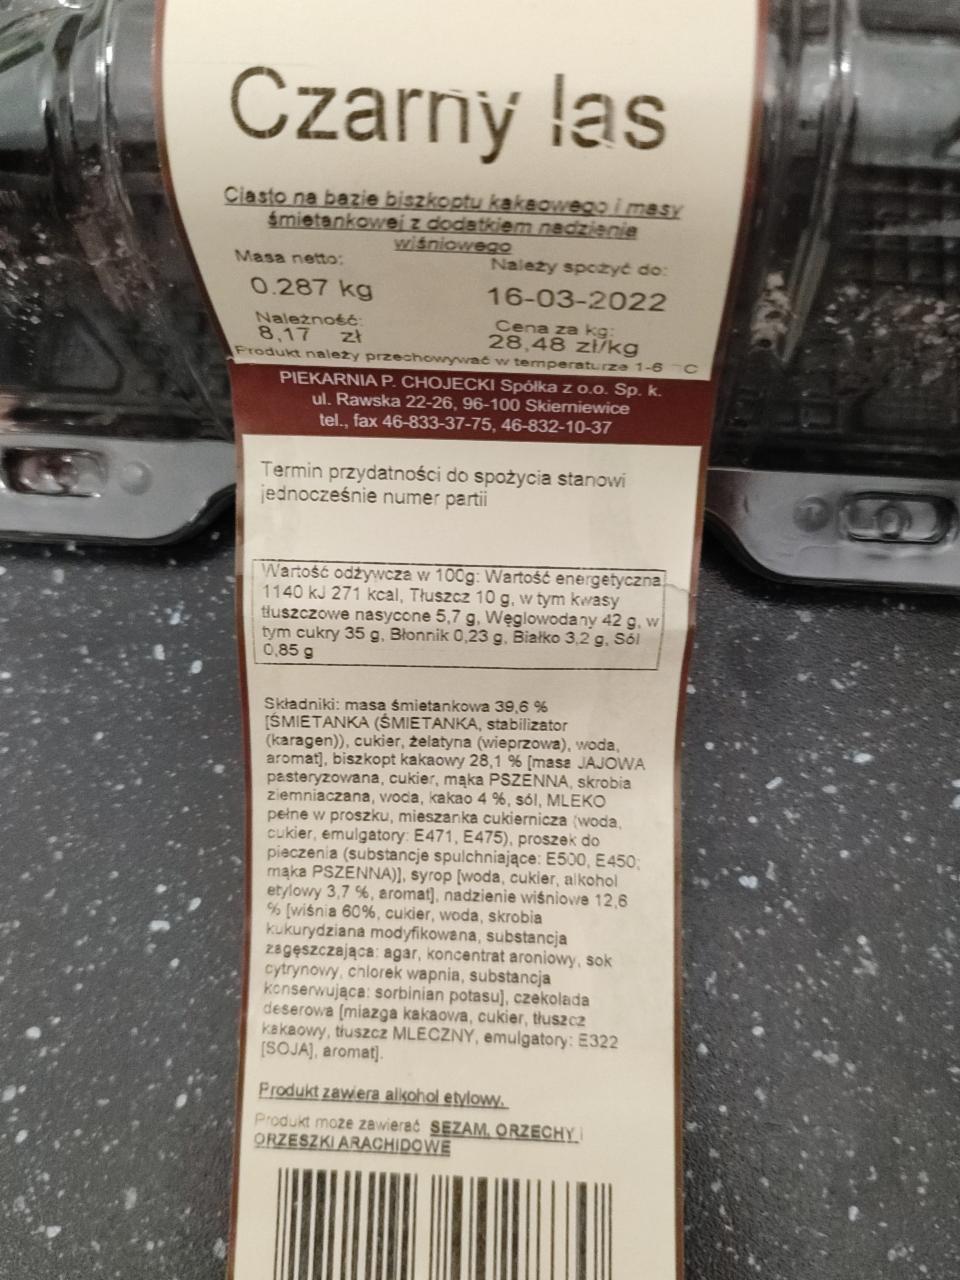 Czarny las
Ciasto na bazie biszkoptu kakaowego i masy
śmietankowej z dodatkiem nadzienia
wiśniowego
Masa netto:
0.287 kg
Należy spożyć do:
16-03-2022
Należność:
8,17 zł
Cena za kg:
28,48 zł/kg
Produkt należy przechowywać w temperaturze 1-6 °C
PIEKARNIA P. CHOJECKI Spółka z o.o. Sp. k.
ul. Rawska 22-26, 96-100 Skierniewice
tel., fax 46-833-37-75, 46-832-10-37
Termin przydatności do spożycia stanowi
jednocześnie numer partii
Wartość odżywcza w 100g: Wartość energetyczna
1140 kJ 271 kcal, Tłuszcz 10 g, w tym kwasy
tłuszczowe nasycone 5,7 g, Węglowodany 42 g, w
tym cukry 35 g, Błonnik 0,23 g, Białko 3,2 g, Sól
0,85 g
Składniki: masa śmietankowa 39,6 %
[ŚMIETANKA (ŚMIETANKA, stabilizator
(karagen)), cukier, żelatyna (wieprzowa), woda,
aromat], biszkopt kakaowy 28,1 % [masa JAJOWA
pasteryzowana, cukier, mąka PSZENNA, skrobia
ziemniaczana, woda, kakao 4 %, sól, MLEKO
pełne w proszku, mieszanka cukiernicza (woda,
cukier, emulgatory: E471, E475), proszek do
pieczenia (substancje spulchniające: E500, E450;
mąka PSZENNA)], syrop [woda, cukier, alkohol
etylowy 3,7 %, aromat], nadzienie wiśniowe 12,6
% [wiśnia 60%, cukier, woda, skrobia
kukurydziana modyfikowana, substancja
zagęszczająca: agar, koncentrat aroniowy, sok
cytrynowy, chlorek wapnia, substancja
konserwująca: sorbinian potasu], czekolada
deserowa [miazga kakaowa, cukier, tłuszcz
kakaowy, tłuszcz MLECZNY, emulgatory: E322
[SOJA], aromat].
Produkt zawiera alkohol etylowy.
Produkt może zawierać SEZAM, ORZECHY i
ORZESZKI ARACHIDOWE